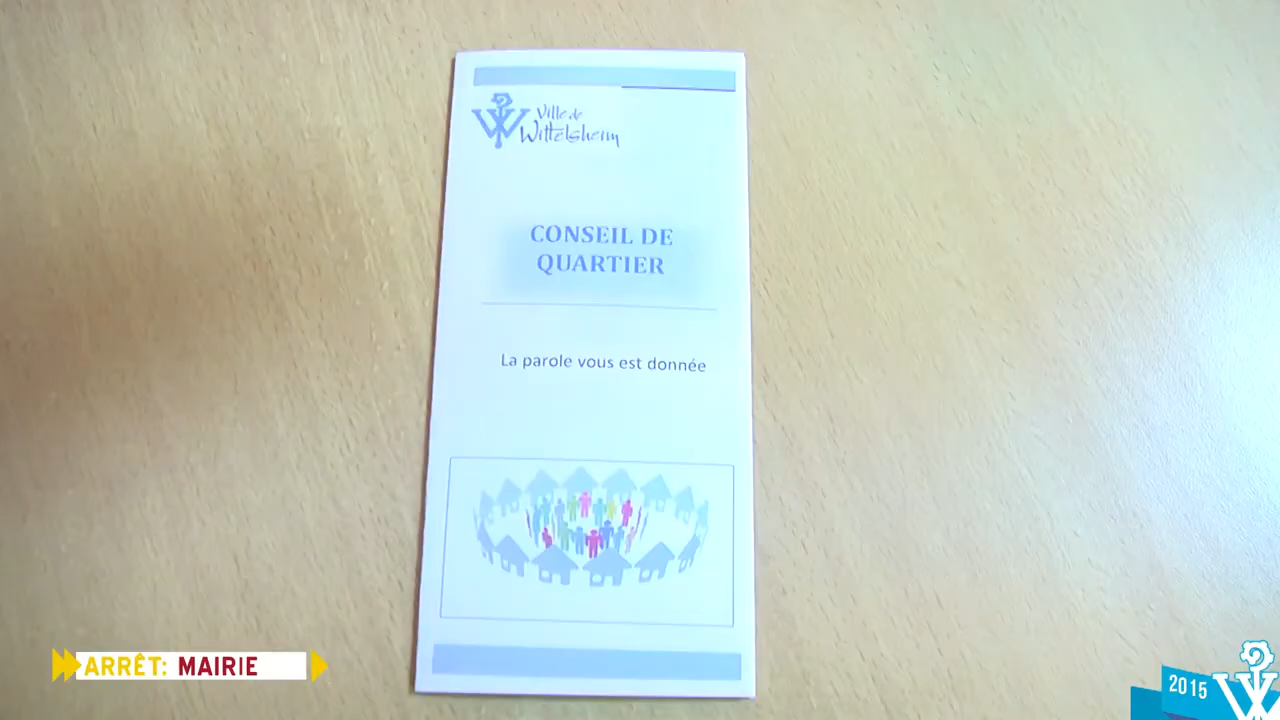 Ville de
Wittelsheim
CONSEIL DE
QUARTIER
La parole vous est donnée
ARRÊT: MAIRIE
2015